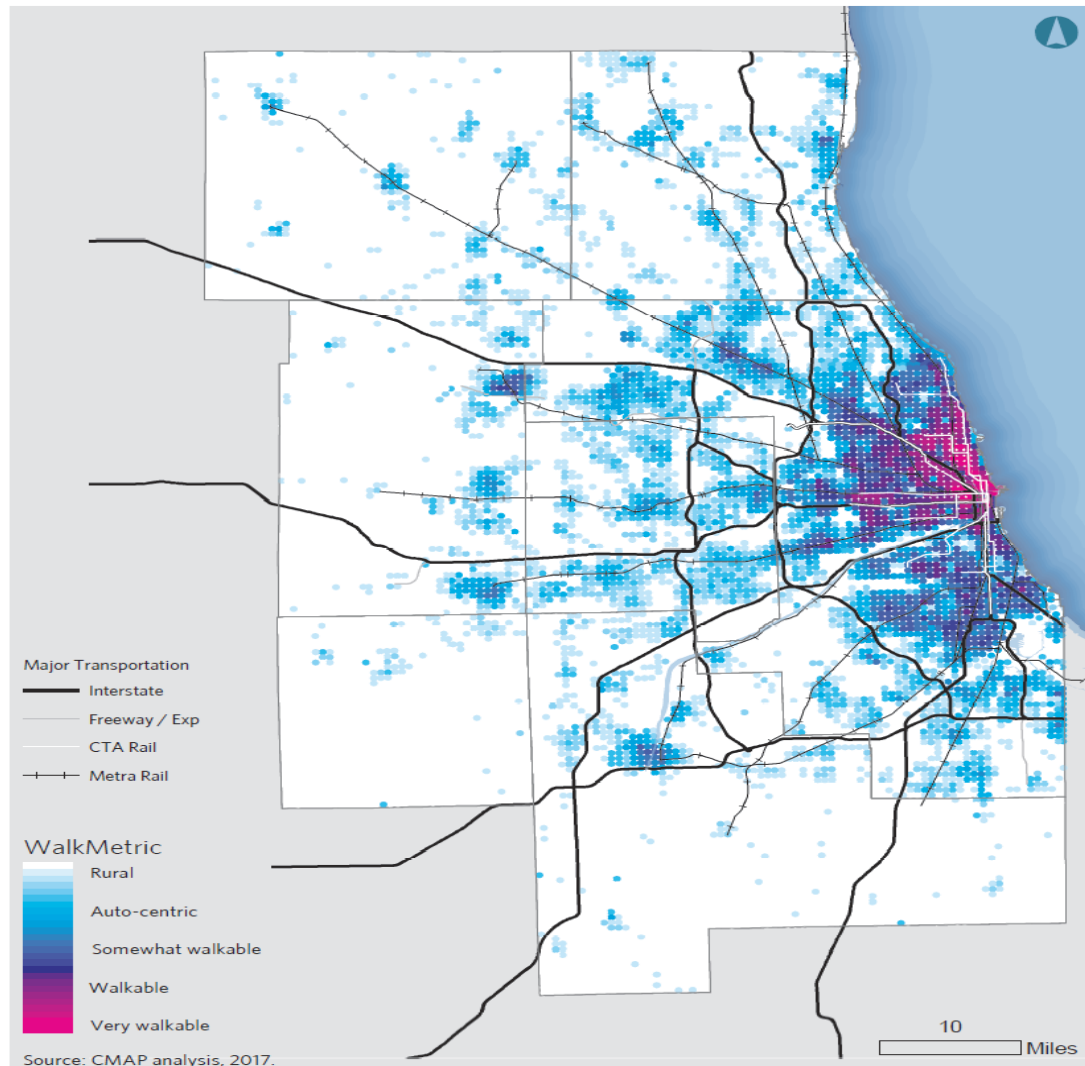 Major Transportation
Interstate
Freeway / Exp
CTA Rail
Metra Rail
WalkMetric
Rural
Auto-centric
Somewhat walkable
Walkable
Very walkable
Source: CMAP analysis, 2017.
10
Miles